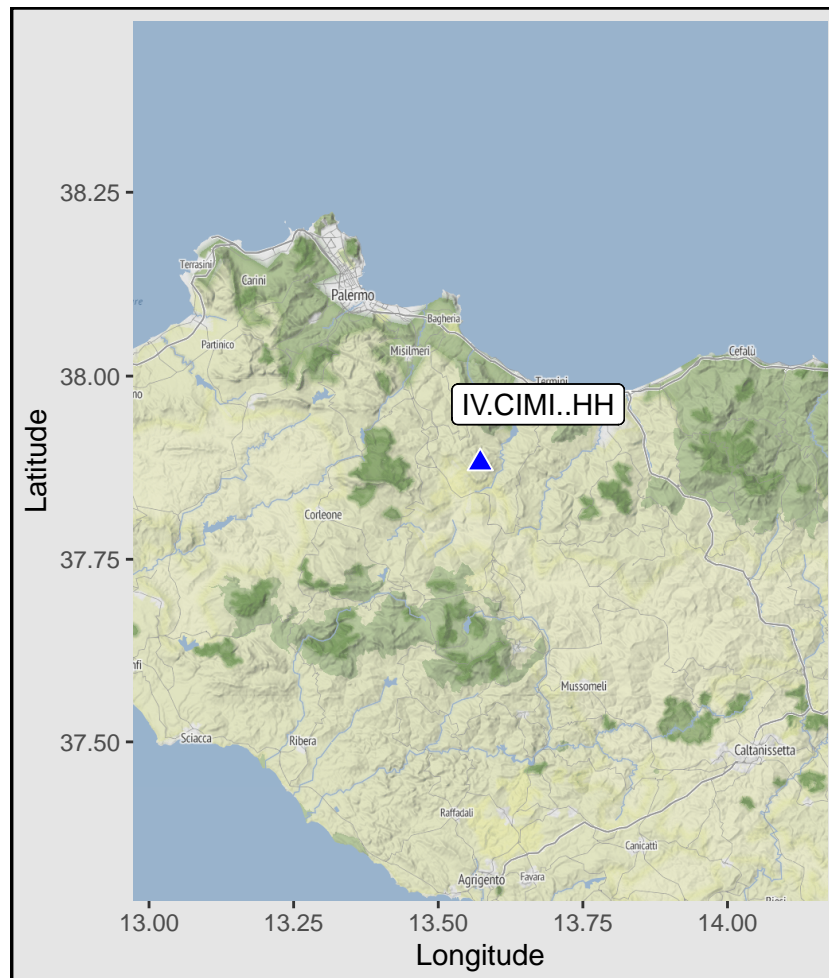 38.25
38.00
37.75
37.50
Latitude
Terrasini
Carini
Palermo
Partinico
Bagheria
Misilmeri
Termini
Cefalù
IV.CIMI..HH
Corleone
Mussomeli
Sciacca
Ribera
Caltanissetta
Raffadali
Canicattì
Agrigento
Favara
13.00 13.25 13.50 13.75 14.00
Longitude